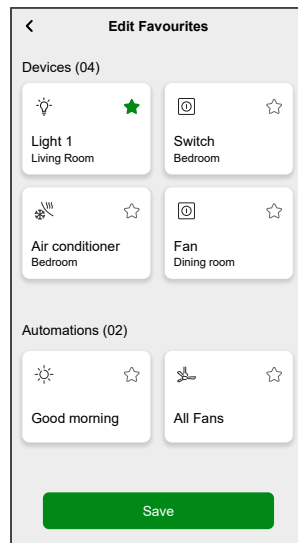 Edit Favourites
Devices (04)
Light 1
Living Room
Switch
Bedroom
Air conditioner
Bedroom
Fan
Dining room
Automations (02)
Good morning
All Fans
Save